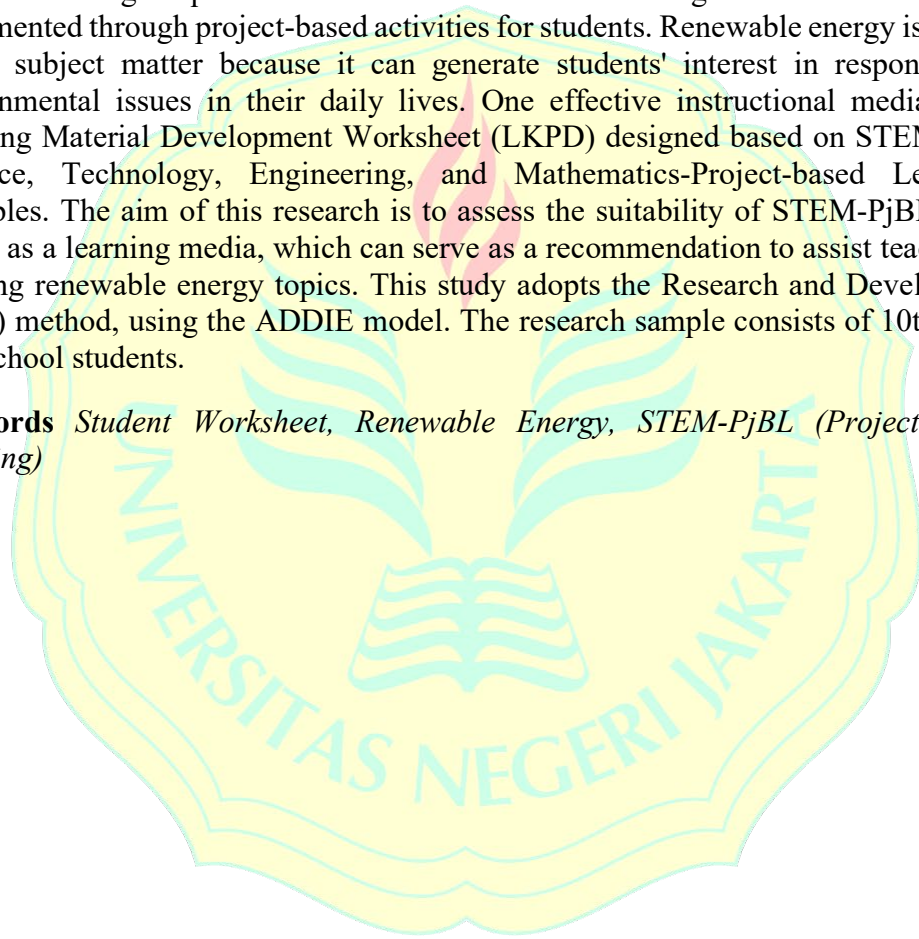 mented through project-based activities for students. Renewable energy is
subject matter because it can generate students' interest in respon
nmental issues in their daily lives. One effective instructional media
ng Material Development Worksheet (LKPD) designed based on STEM
ce, Technology, Engineering, and Mathematics-Project-based Le
ples. The aim of this research is to assess the suitability of STEM-PjBL
as a learning media, which can serve as a recommendation to assist tea
ng renewable energy topics. This study adopts the Research and Devel
) method, using the ADDIE model. The research sample consists of 10t
chool students.
ords Student Worksheet, Renewable Energy, STEM-PjBL (Project
ing)
UNIVERSITAS NEGERI JAKARTA